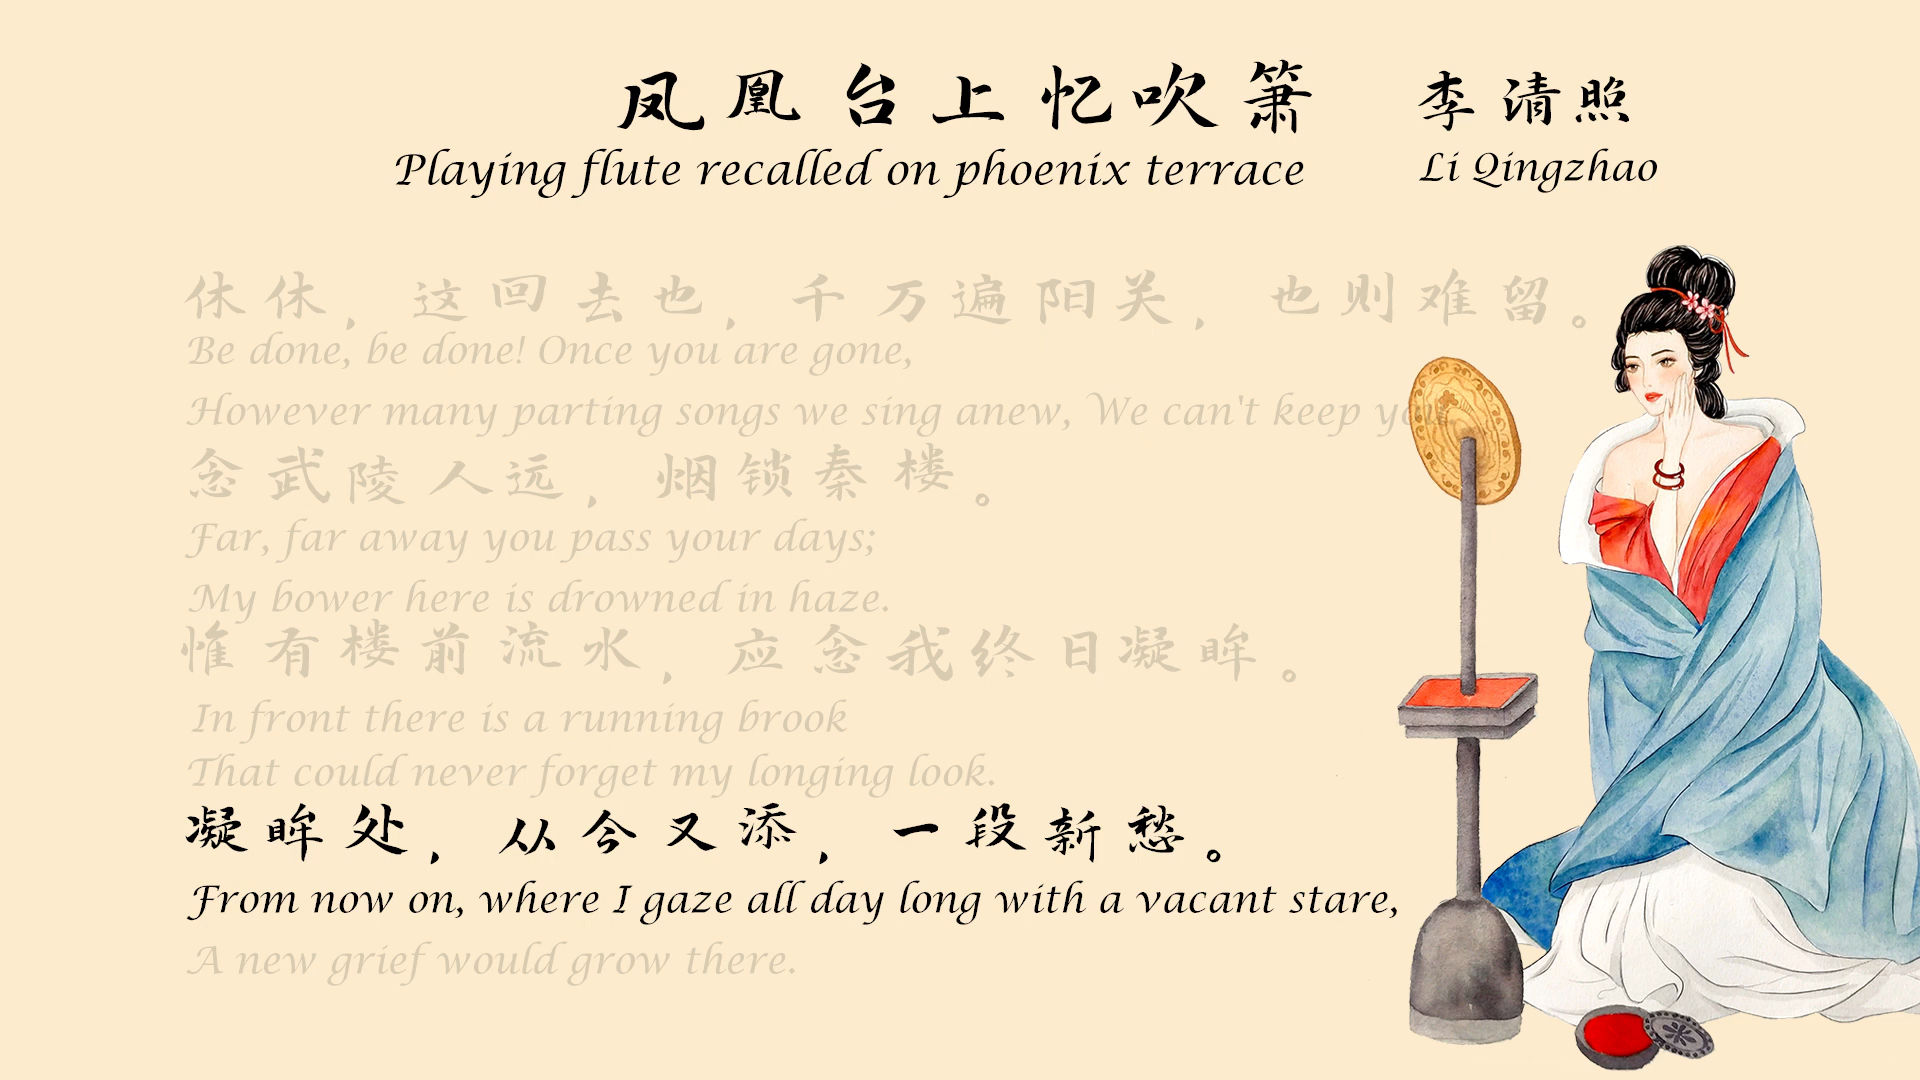 凤凰台上忆吹箫 李清照
Playing flute recalled on phoenix terrace Li Qingzhao
休休，这回去也，千万遍阳关，也则难留。
Be done, be done! Once you are gone,
However many parting songs we sing anew, We can't keep you.
念武陵人远，烟锁秦楼。
Far, far away you pass your days;
My bower here is drowned in haze.
惟有楼前流水，应念我终日凝眸。
In front there is a running brook
That could never forget my longing look.
凝眸处，从今又添，一段新愁。
From now on, where I gaze all day long with a vacant stare,
A new grief would grow there.